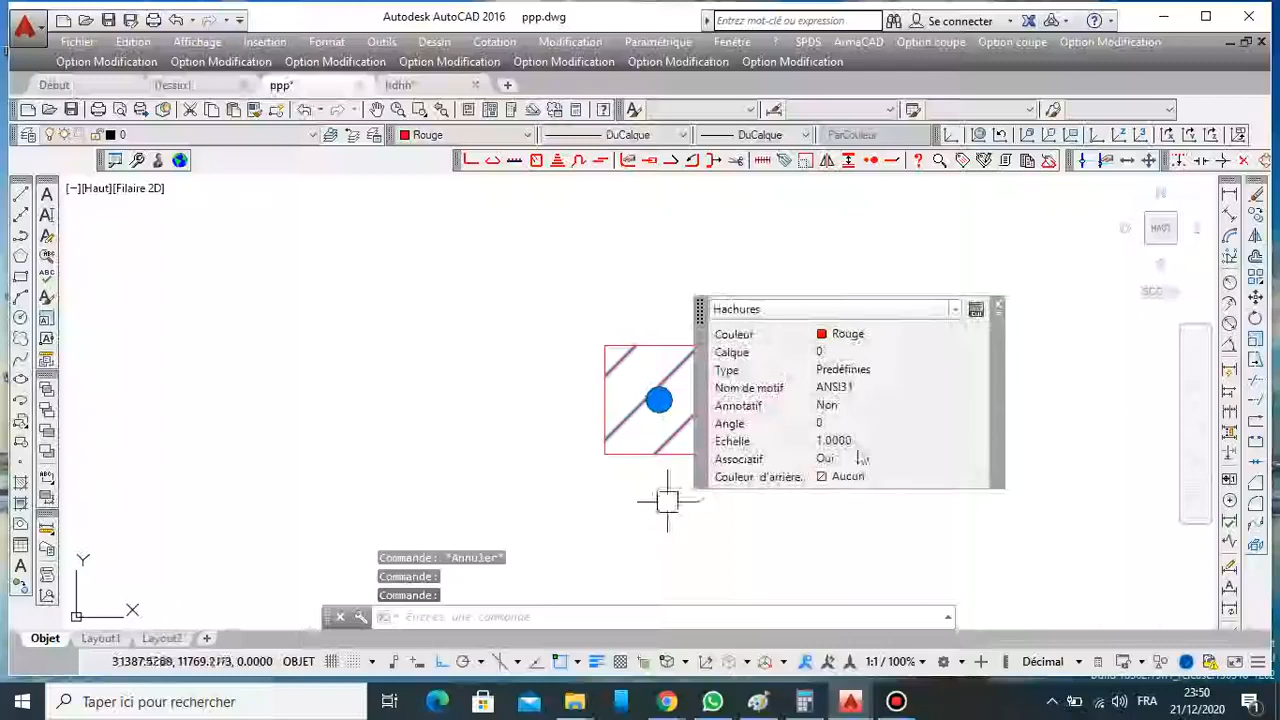 Autodesk AutoCAD 2016 ppp.dwg
Entrez mot-clé ou expression
Se connecter
Fichier Edition Affichage Insertion Format Outils Dessin Cotation Modification Paramétrique Fenêtre ? SPDS ArmaCAD Option coupe Option coupe Option Modification
Option Modification Option Modification Option Modification Option Modification Option Modification Option Modification Option Modification
Début ppp*
0 Rouge DuCalque DuCalque ParCouleur
[−][Haut][Filaire 2D]
HAUT
SCG
Hachures
Couleur Rouge
Calque 0
Type Prédéfinies
Nom de motif ANSI31
Annotatif Non
Angle 0
Echelle 1.0000
Associatif Oui
Couleur d'arrière.. Aucun
Commande: *Annuler*
Commande:
Commande:
Entrez une commande
Y
X
Objet Layout1 Layout2 +
0.0000 OBJET 1:1 / 100% Décimal
Taper ici pour rechercher
FRA
23:50
21/12/2020